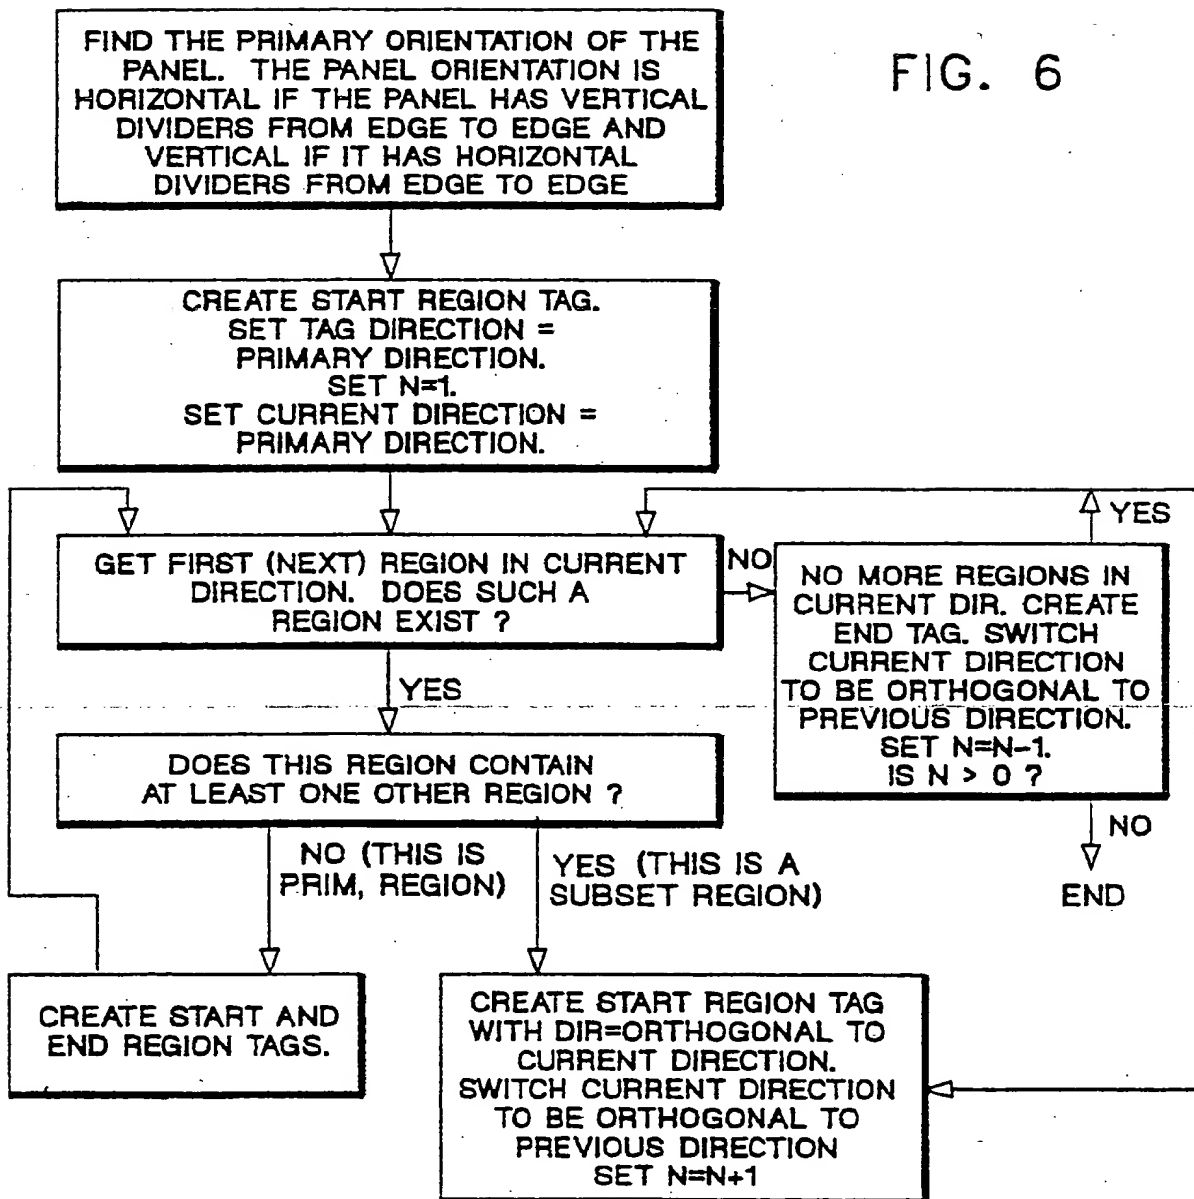 FIG. 6
FIND THE PRIMARY ORIENTATION OF THE
PANEL. THE PANEL ORIENTATION IS
HORIZONTAL IF THE PANEL HAS VERTICAL
DIVIDERS FROM EDGE TO EDGE AND
VERTICAL IF IT HAS HORIZONTAL
DIVIDERS FROM EDGE TO EDGE
CREATE START REGION TAG.
SET TAG DIRECTION =
PRIMARY DIRECTION.
SET N=1.
SET CURRENT DIRECTION =
PRIMARY DIRECTION.
GET FIRST (NEXT) REGION IN CURRENT
DIRECTION. DOES SUCH A
REGION EXIST ?
NO
YES
NO MORE REGIONS IN
CURRENT DIR. CREATE
END TAG. SWITCH
CURRENT DIRECTION
TO BE ORTHOGONAL TO
PREVIOUS DIRECTION.
SET N=N-1.
IS N > 0 ?
YES
NO
END
DOES THIS REGION CONTAIN
AT LEAST ONE OTHER REGION ?
NO (THIS IS
PRIM, REGION)
YES (THIS IS A
SUBSET REGION)
CREATE START AND
END REGION TAGS.
CREATE START REGION TAG
WITH DIR=ORTHOGONAL TO
CURRENT DIRECTION.
SWITCH CURRENT DIRECTION
TO BE ORTHOGONAL TO
PREVIOUS DIRECTION
SET N=N+1